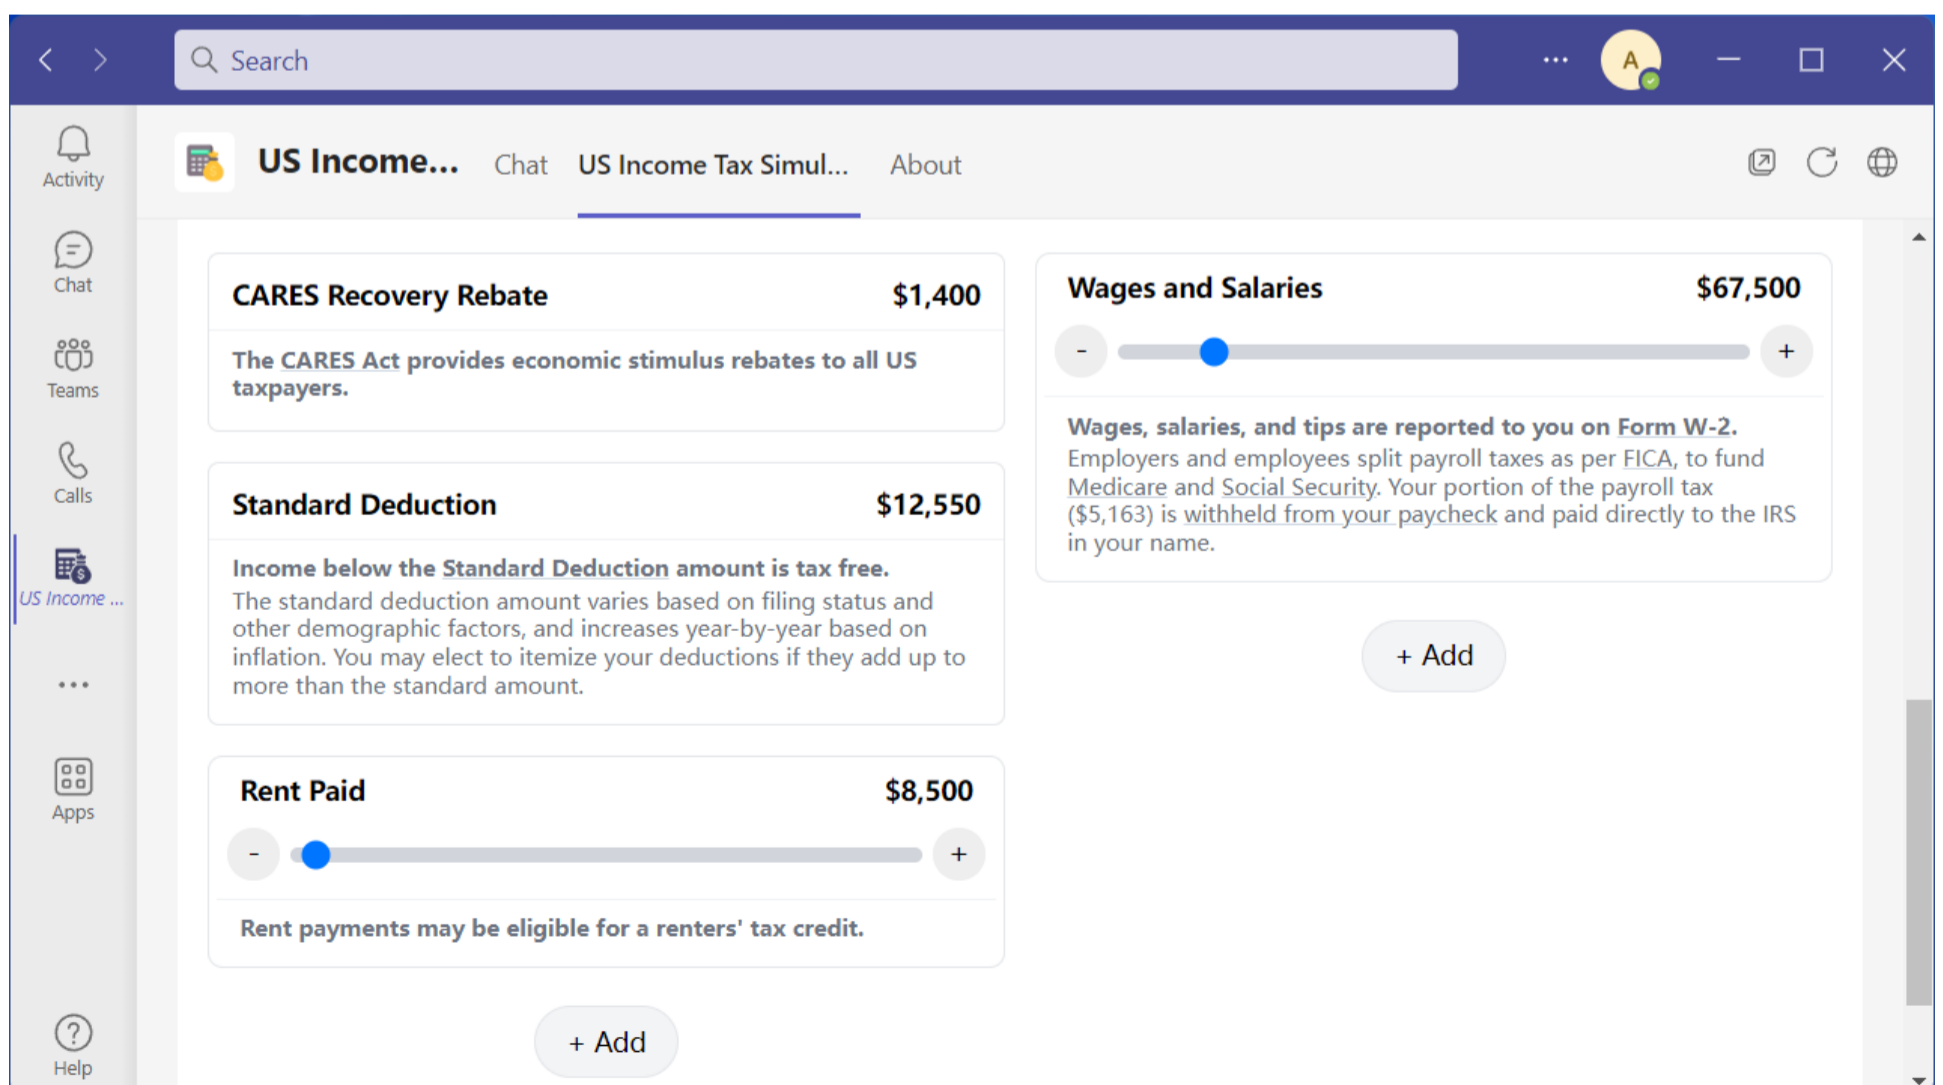 Search
A
Activity
Chat
Teams
Calls
US Income ...
Apps
Help
US Income... Chat US Income Tax Simul... About
CARES Recovery Rebate $1,400
The CARES Act provides economic stimulus rebates to all US
taxpayers.
Standard Deduction $12,550
Income below the Standard Deduction amount is tax free.
The standard deduction amount varies based on filing status and
other demographic factors, and increases year-by-year based on
inflation. You may elect to itemize your deductions if they add up to
more than the standard amount.
Rent Paid $8,500
- +
Rent payments may be eligible for a renters' tax credit.
+ Add
Wages and Salaries $67,500
- +
Wages, salaries, and tips are reported to you on Form W-2.
Employers and employees split payroll taxes as per FICA, to fund
Medicare and Social Security. Your portion of the payroll tax
($5,163) is withheld from your paycheck and paid directly to the IRS
in your name.
+ Add